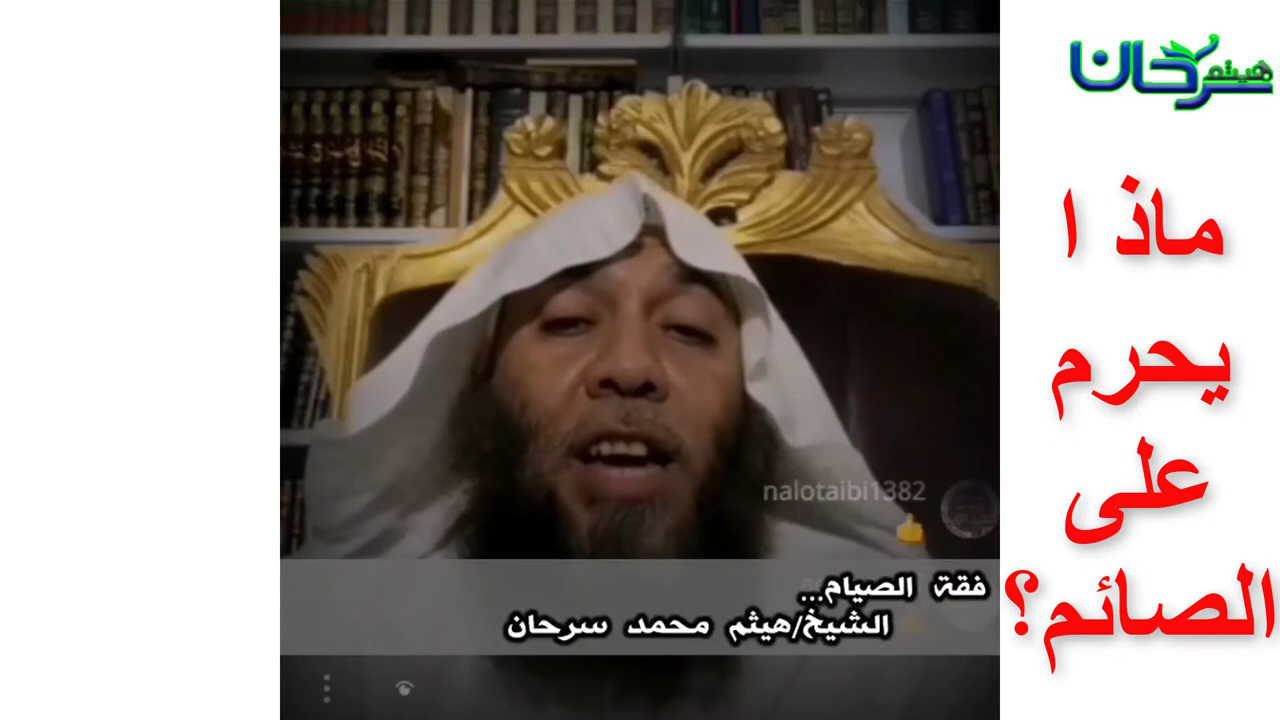 هيثم سرحان
ماذ ا
يحرم
على
الصائم؟
nalotaibi1382
فقة الصيام...
الشيخ/هيثم محمد سرحان